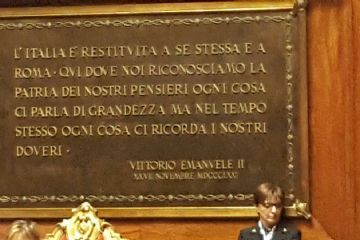 L'ITALIA È RESTITVITA A SE STESSA E A
ROMA · QVI DOVE NOI RICONOSCIAMO LA
PATRIA DEI NOSTRI PENSIERI OGNI COSA
CI PARLA DI GRANDEZZA MA NEL TEMPO
STESSO OGNI COSA CI RICORDA I NOSTRI
DOVERI ·
VITTORIO EMANVELE II
XXVII NOVEMBRE MDCCCLXXI